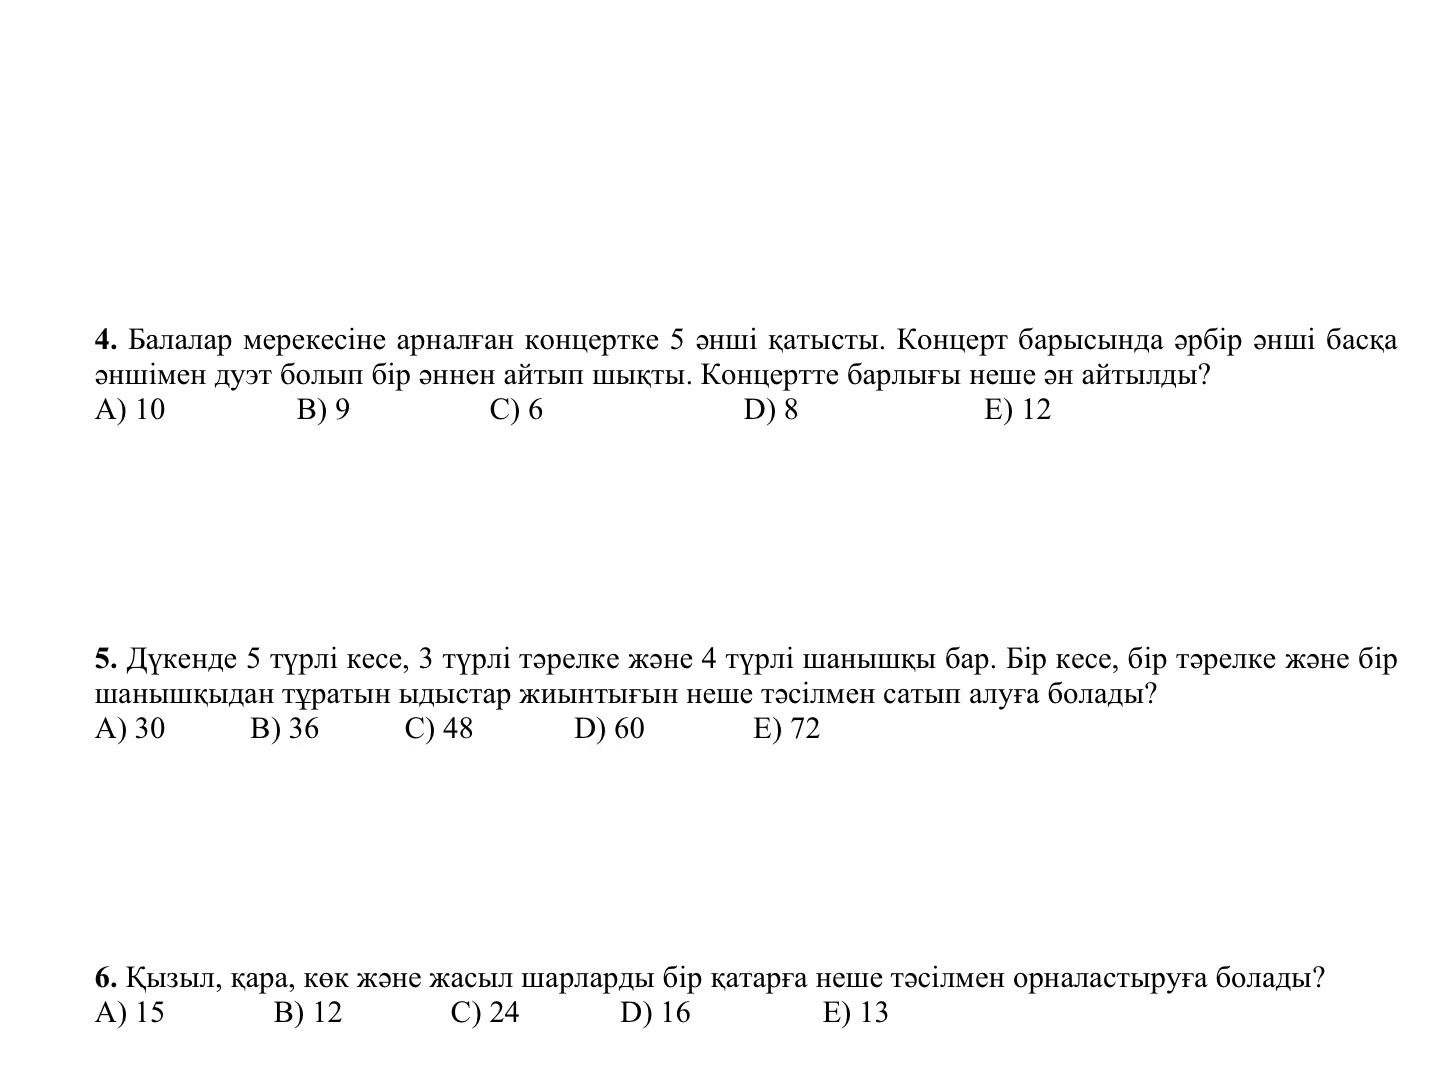 4. Балалар мерекесіне арналған концертке 5 әнші қатысты. Концерт барысында әрбір әнші басқа
әншімен дуэт болып бір әннен айтып шықты. Концертте барлығы неше ән айтылды?
A) 10 B) 9 C) 6 D) 8 E) 12
5. Дүкенде 5 түрлі кесе, 3 түрлі тәрелке және 4 түрлі шанышқы бар. Бір кесе, бір тәрелке және бір
шанышқыдан тұратын ыдыстар жиынтығын неше тәсілмен сатып алуға болады?
A) 30 B) 36 C) 48 D) 60 E) 72
6. Қызыл, қара, көк және жасыл шарларды бір қатарға неше тәсілмен орналастыруға болады?
A) 15 B) 12 C) 24 D) 16 E) 13